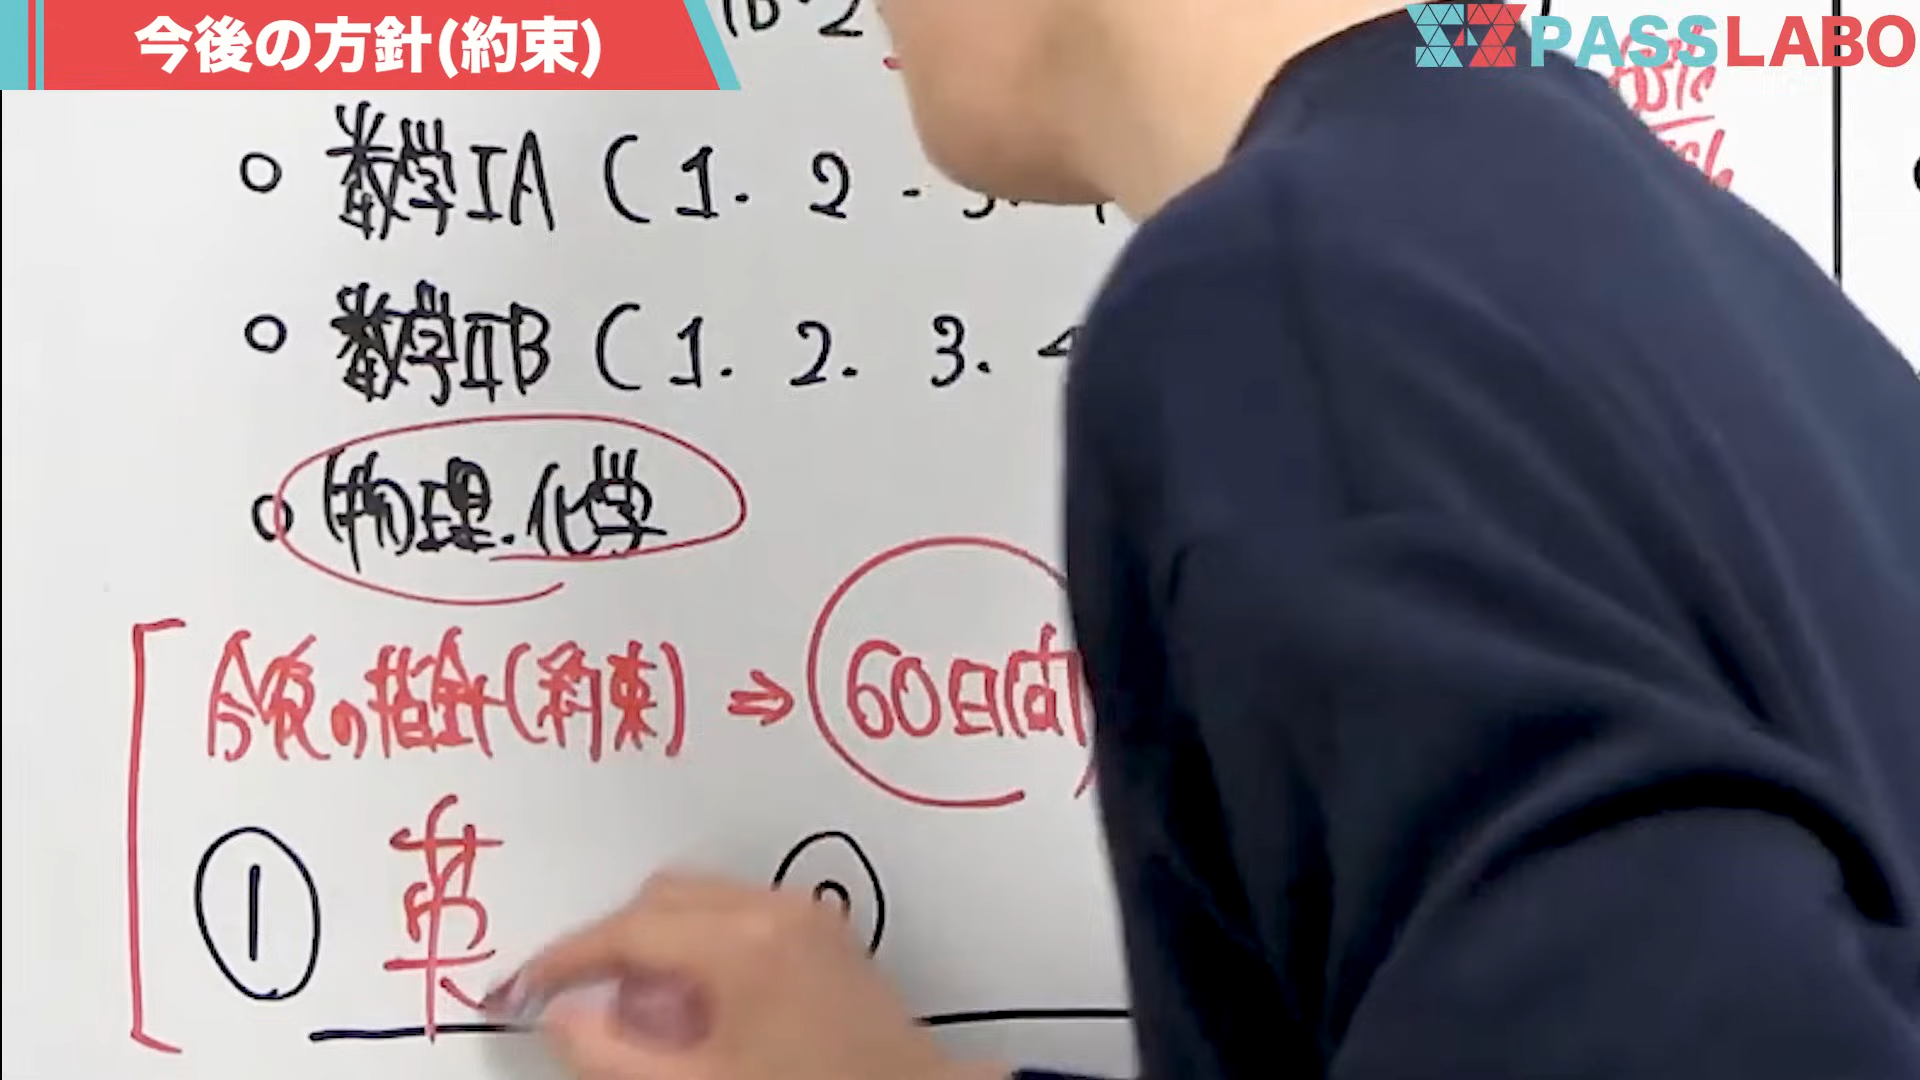 今後の方針(約束)
PASSLABO
数学IA (1. 2
数学ⅡB (1. 2. 3. 4
物理.化学
今後の指針(約束) ⇒ 60日
① 英